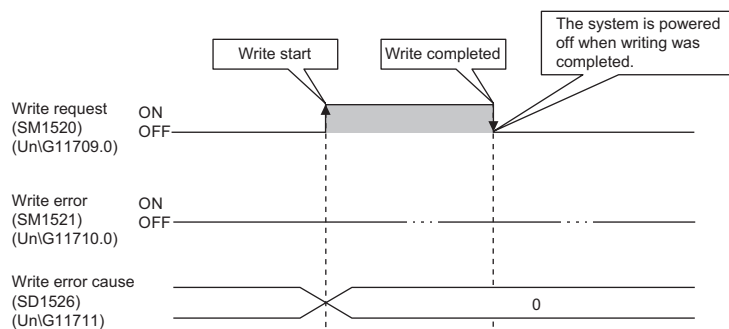 The system is powered
off when writing was
completed.
Write start
Write completed
Write request
(SM1520)
(Un\G11709.0)
ON
OFF
Write error
(SM1521)
(Un\G11710.0)
ON
OFF
Write error cause
(SD1526)
(Un\G11711)
0